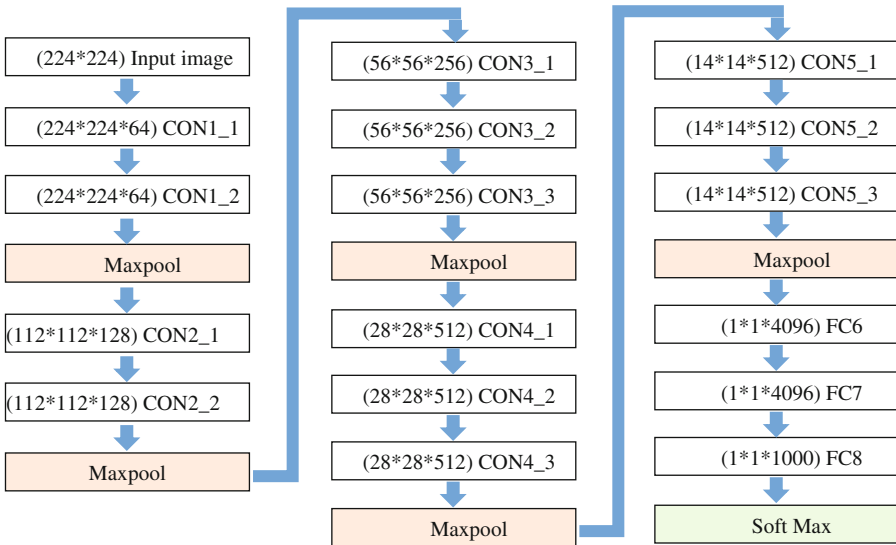 (224*224) Input image
(224*224*64) CON1_1
(224*224*64) CON1_2
Maxpool
(112*112*128) CON2_1
(112*112*128) CON2_2
Maxpool
(56*56*256) CON3_1
(56*56*256) CON3_2
(56*56*256) CON3_3
Maxpool
(28*28*512) CON4_1
(28*28*512) CON4_2
(28*28*512) CON4_3
Maxpool
(14*14*512) CON5_1
(14*14*512) CON5_2
(14*14*512) CON5_3
Maxpool
(1*1*4096) FC6
(1*1*4096) FC7
(1*1*1000) FC8
Soft Max